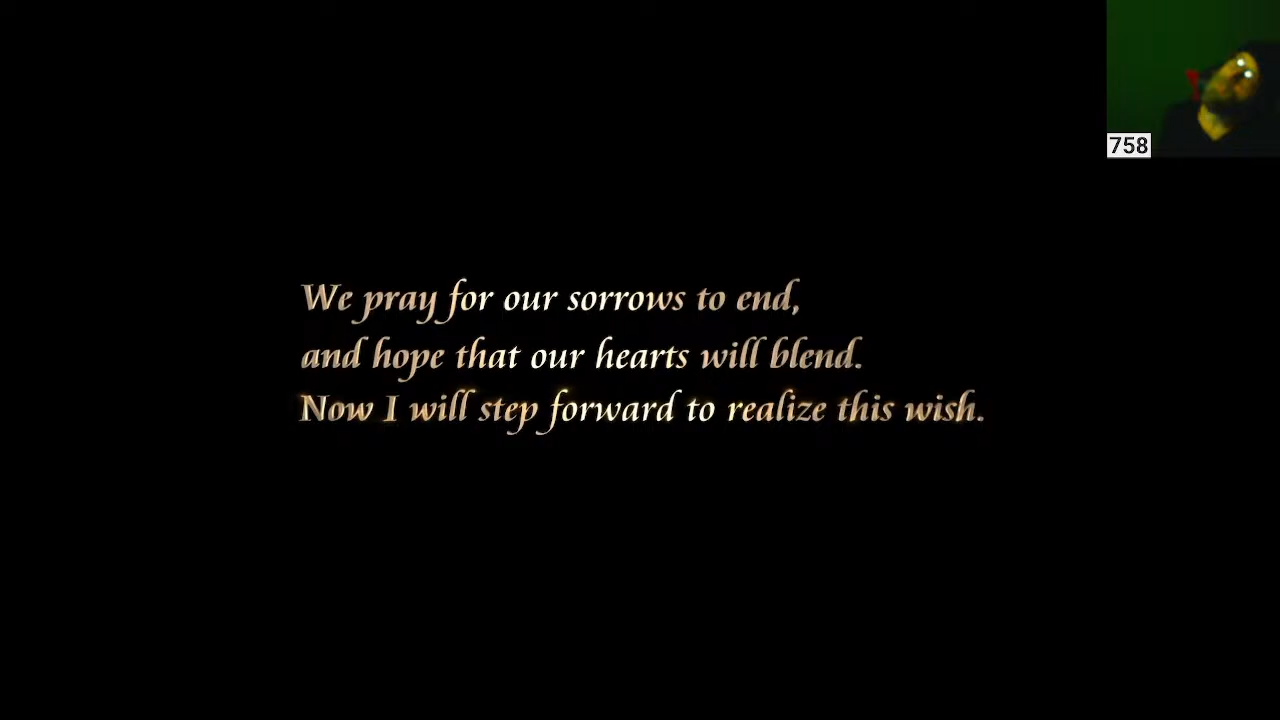 758
We pray for our sorrows to end,
and hope that our hearts will blend.
Now I will step forward to realize this wish.